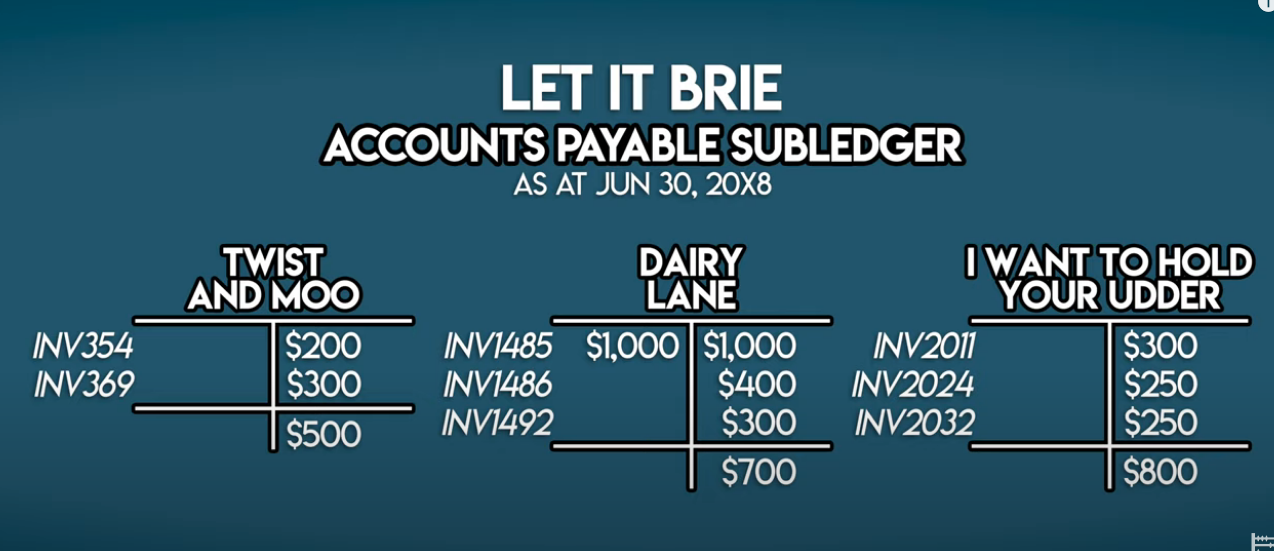 LET IT BRIE
ACCOUNTS PAYABLE SUBLEDGER
AS AT JUN 30, 20X8
TWIST
AND MOO
INV354 $200
INV369 $300
$500
DAIRY
LANE
INV1485 $1,000 $1,000
INV1486 $400
INV1492 $300
$700
I WANT TO HOLD
YOUR UDDER
INV2011 $300
INV2024 $250
INV2032 $250
$800